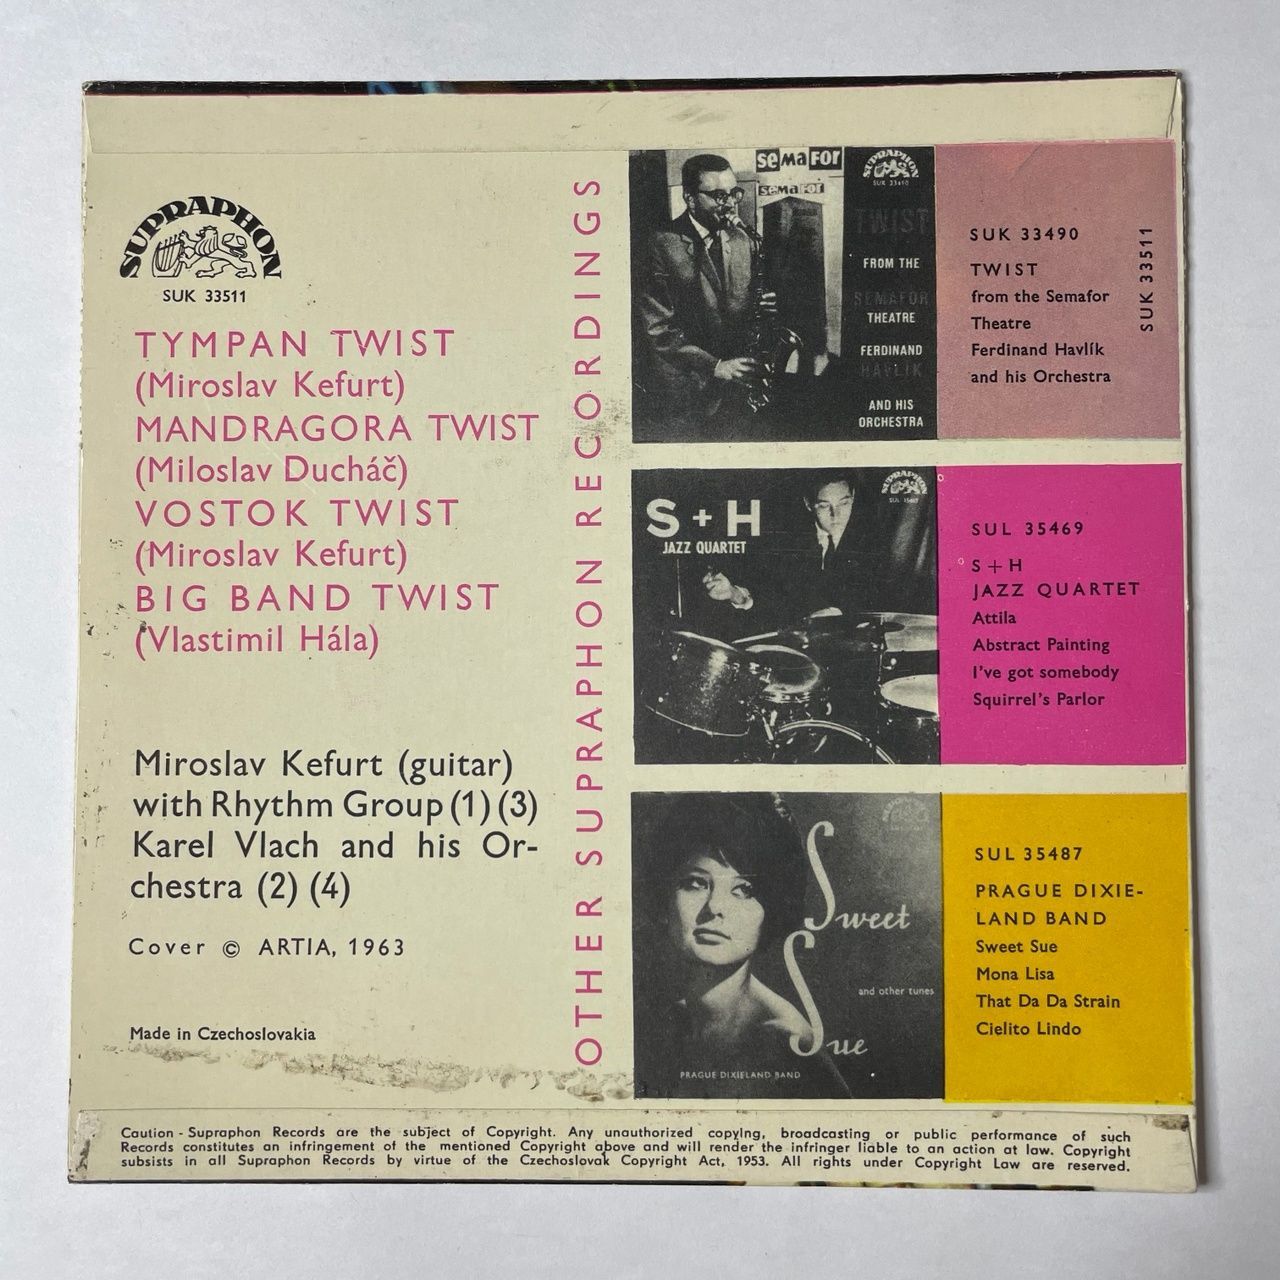 SUPRAPHON
SUK 33511
TYMPAN TWIST
(Miroslav Kefurt)
MANDRAGORA TWIST
(Miloslav Ducháč)
VOSTOK TWIST
(Miroslav Kefurt)
BIG BAND TWIST
(Vlastimil Hála)
Miroslav Kefurt (guitar)
with Rhythm Group (1) (3)
Karel Vlach and his Or-
chestra (2) (4)
Cover © ARTIA, 1963
Made in Czechoslovakia
OTHER SUPRAPHON RECORDINGS
semafor
semafor
SUPRAPHON
SUK 33490
TWIST
FROM THE
SEMAFOR
THEATRE
FERDINAND
HAVLÍK
AND HIS
ORCHESTRA
SUK 33490
TWIST
from the Semafor
Theatre
Ferdinand Havlík
and his Orchestra
SUK 33511
S + H
JAZZ QUARTET
SUPRAPHON
SUL 35469
S + H
JAZZ QUARTET
Attila
Abstract Painting
I've got somebody
Squirrel's Parlor
Sweet
Sue
and other tunes
PRAGUE DIXIELAND BAND
SUPRAPHON
SUL 35487
PRAGUE DIXIE-
LAND BAND
Sweet Sue
Mona Lisa
That Da Da Strain
Cielito Lindo
Caution - Supraphon Records are the subject of Copyright. Any unauthorized copying, broadcasting or public performance of such
Records constitutes an infringement of the mentioned Copyright above and will render the infringer liable to an action at law. Copyright
subsists in all Supraphon Records by virtue of the Czechoslovak Copyright Act, 1953. All rights under Copyright Law are reserved.